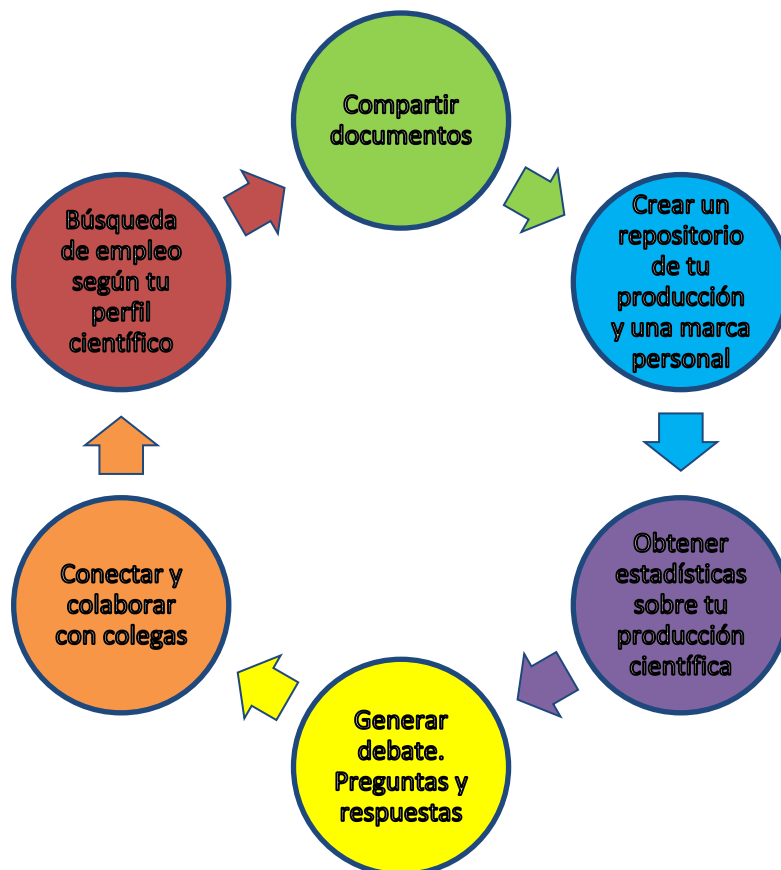 Compartir
documentos
Crear un
repositorio
de tu
producción
y una marca
personal
Obtener
estadísticas
sobre tu
producción
científica
Generar
debate.
Preguntas y
respuestas
Conectar y
colaborar
con colegas
Búsqueda
de empleo
según tu
perfil
científico